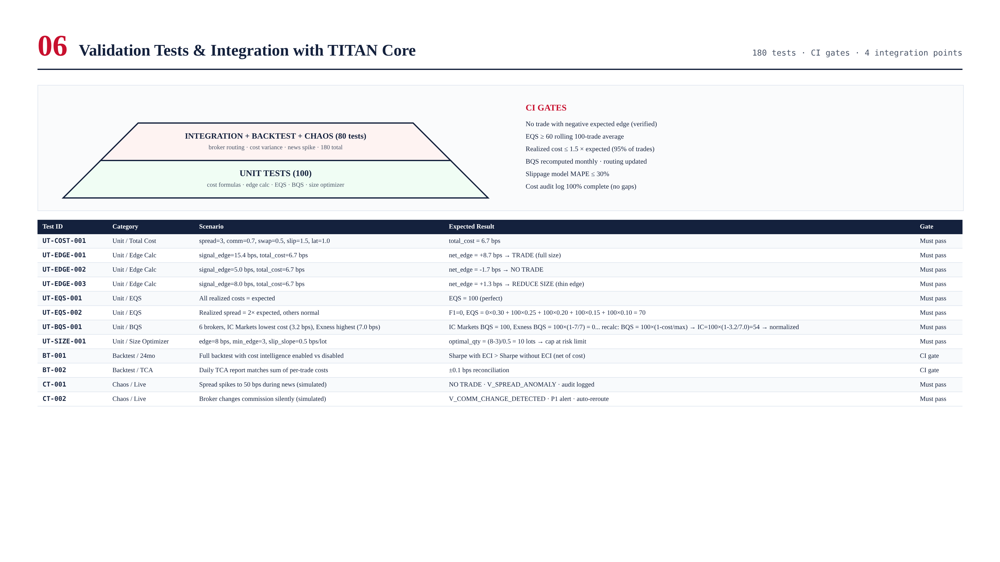 06 Validation Tests & Integration with TITAN Core
180 tests · CI gates · 4 integration points
INTEGRATION + BACKTEST + CHAOS (80 tests)
broker routing · cost variance · news spike · 180 total
UNIT TESTS (100)
cost formulas · edge calc · EQS · BQS · size optimizer
CI GATES
No trade with negative expected edge (verified)
EQS ≥ 60 rolling 100-trade average
Realized cost ≤ 1.5 × expected (95% of trades)
BQS recomputed monthly · routing updated
Slippage model MAPE ≤ 30%
Cost audit log 100% complete (no gaps)
Test ID Category Scenario Expected Result Gate
UT-COST-001 Unit / Total Cost spread=3, comm=0.7, swap=0.5, slip=1.5, lat=1.0 total_cost = 6.7 bps Must pass
UT-EDGE-001 Unit / Edge Calc signal_edge=15.4 bps, total_cost=6.7 bps net_edge = +8.7 bps → TRADE (full size) Must pass
UT-EDGE-002 Unit / Edge Calc signal_edge=5.0 bps, total_cost=6.7 bps net_edge = -1.7 bps → NO TRADE Must pass
UT-EDGE-003 Unit / Edge Calc signal_edge=8.0 bps, total_cost=6.7 bps net_edge = +1.3 bps → REDUCE SIZE (thin edge) Must pass
UT-EQS-001 Unit / EQS All realized costs = expected EQS = 100 (perfect) Must pass
UT-EQS-002 Unit / EQS Realized spread = 2× expected, others normal F1=0, EQS = 0×0.30 + 100×0.25 + 100×0.20 + 100×0.15 + 100×0.10 = 70 Must pass
UT-BQS-001 Unit / BQS 6 brokers, IC Markets lowest cost (3.2 bps), Exness highest (7.0 bps) IC Markets BQS = 100, Exness BQS = 100×(1-7/7) = 0... recalc: BQS = 100×(1-cost/max) → IC=100×(1-3.2/7.0)=54 → normalized Must pass
UT-SIZE-001 Unit / Size Optimizer edge=8 bps, min_edge=3, slip_slope=0.5 bps/lot optimal_qty = (8-3)/0.5 = 10 lots → cap at risk limit Must pass
BT-001 Backtest / 24mo Full backtest with cost intelligence enabled vs disabled Sharpe with ECI > Sharpe without ECI (net of cost) CI gate
BT-002 Backtest / TCA Daily TCA report matches sum of per-trade costs ±0.1 bps reconciliation CI gate
CT-001 Chaos / Live Spread spikes to 50 bps during news (simulated) NO TRADE · V_SPREAD_ANOMALY · audit logged Must pass
CT-002 Chaos / Live Broker changes commission silently (simulated) V_COMM_CHANGE_DETECTED · P1 alert · auto-reroute Must pass